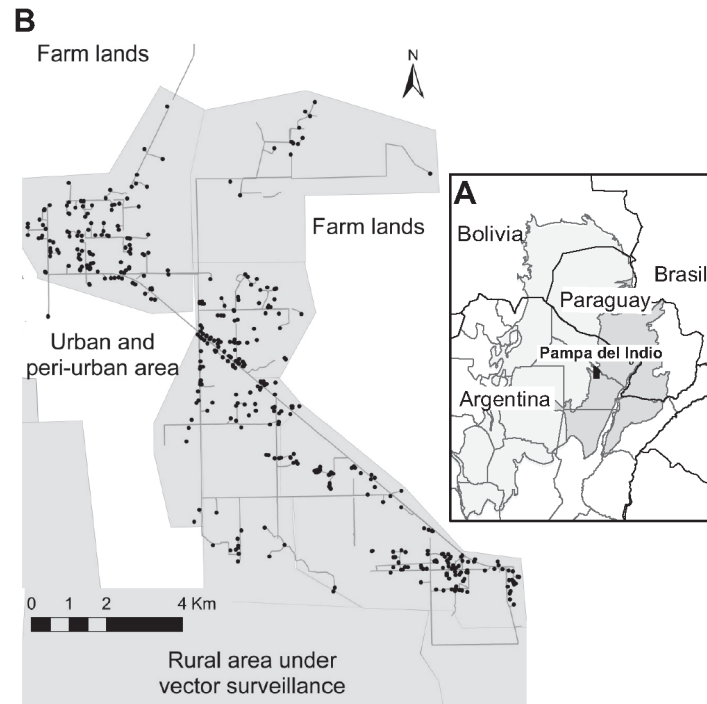 B
Farm lands
N
A
Bolivia
Brasil
Farm lands
Paraguay
Pampa del Indio
Urban and
peri-urban area
Argentina
0 1 2 4 Km
Rural area under
vector surveillance